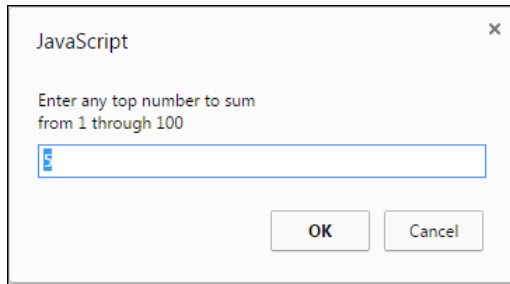 JavaScript
Enter any top number to sum
from 1 through 100
5
OK
Cancel